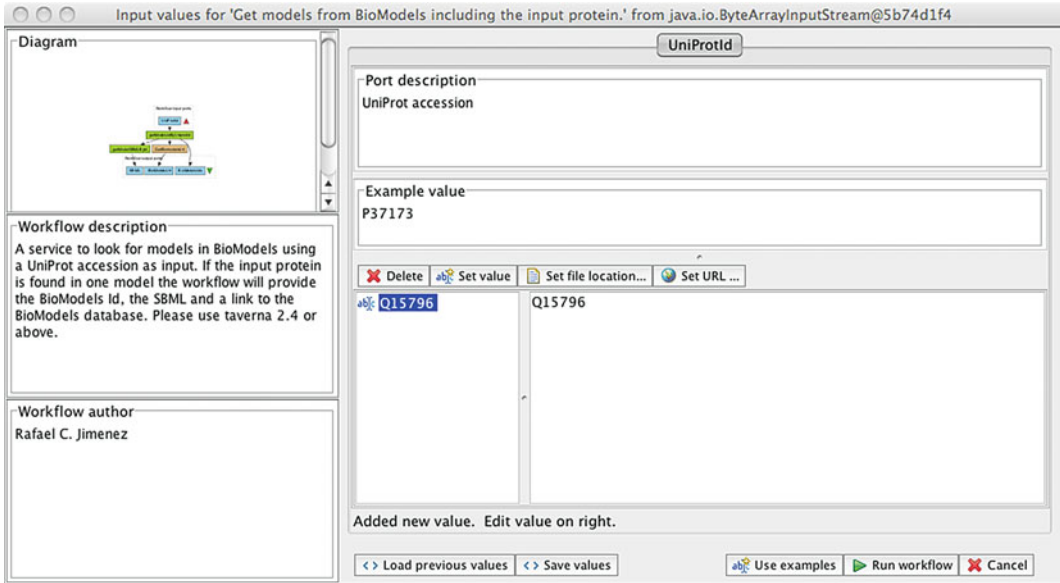 Input values for 'Get models from BioModels including the input protein.' from java.io.ByteArrayInputStream@5b74d1f4
Diagram
Workflow description
A service to look for models in BioModels using
a UniProt accession as input. If the input protein
is found in one model the workflow will provide
the BioModels Id, the SBML and a link to the
BioModels database. Please use taverna 2.4 or
above.
Workflow author
Rafael C. Jimenez
UniProtId
Port description
UniProt accession
Example value
P37173
Delete Set value Set file location... Set URL ...
Q15796 Q15796
Added new value. Edit value on right.
Load previous values Save values Use examples Run workflow Cancel